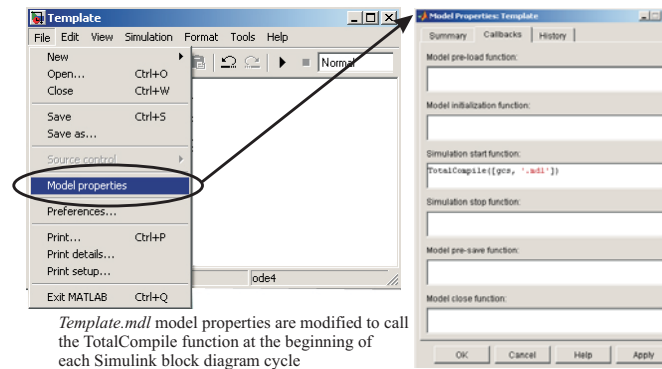 Template
File Edit View Simulation Format Tools Help
Normal
New
Open... Ctrl+O
Close Ctrl+W
Save Ctrl+S
Save as...
Source control
Model properties
Preferences...
Print... Ctrl+P
Print details...
Print setup...
Exit MATLAB Ctrl+Q
ode4
Template.mdl model properties are modified to call
the TotalCompile function at the beginning of
each Simulink block diagram cycle
Model Properties: Template
Summary Callbacks History
Model pre-load function:
Model initialization function:
Simulation start function:
TotalCompile([gcs, '.mdl'])
Simulation stop function:
Model pre-save function:
Model close function:
OK Cancel Help Apply